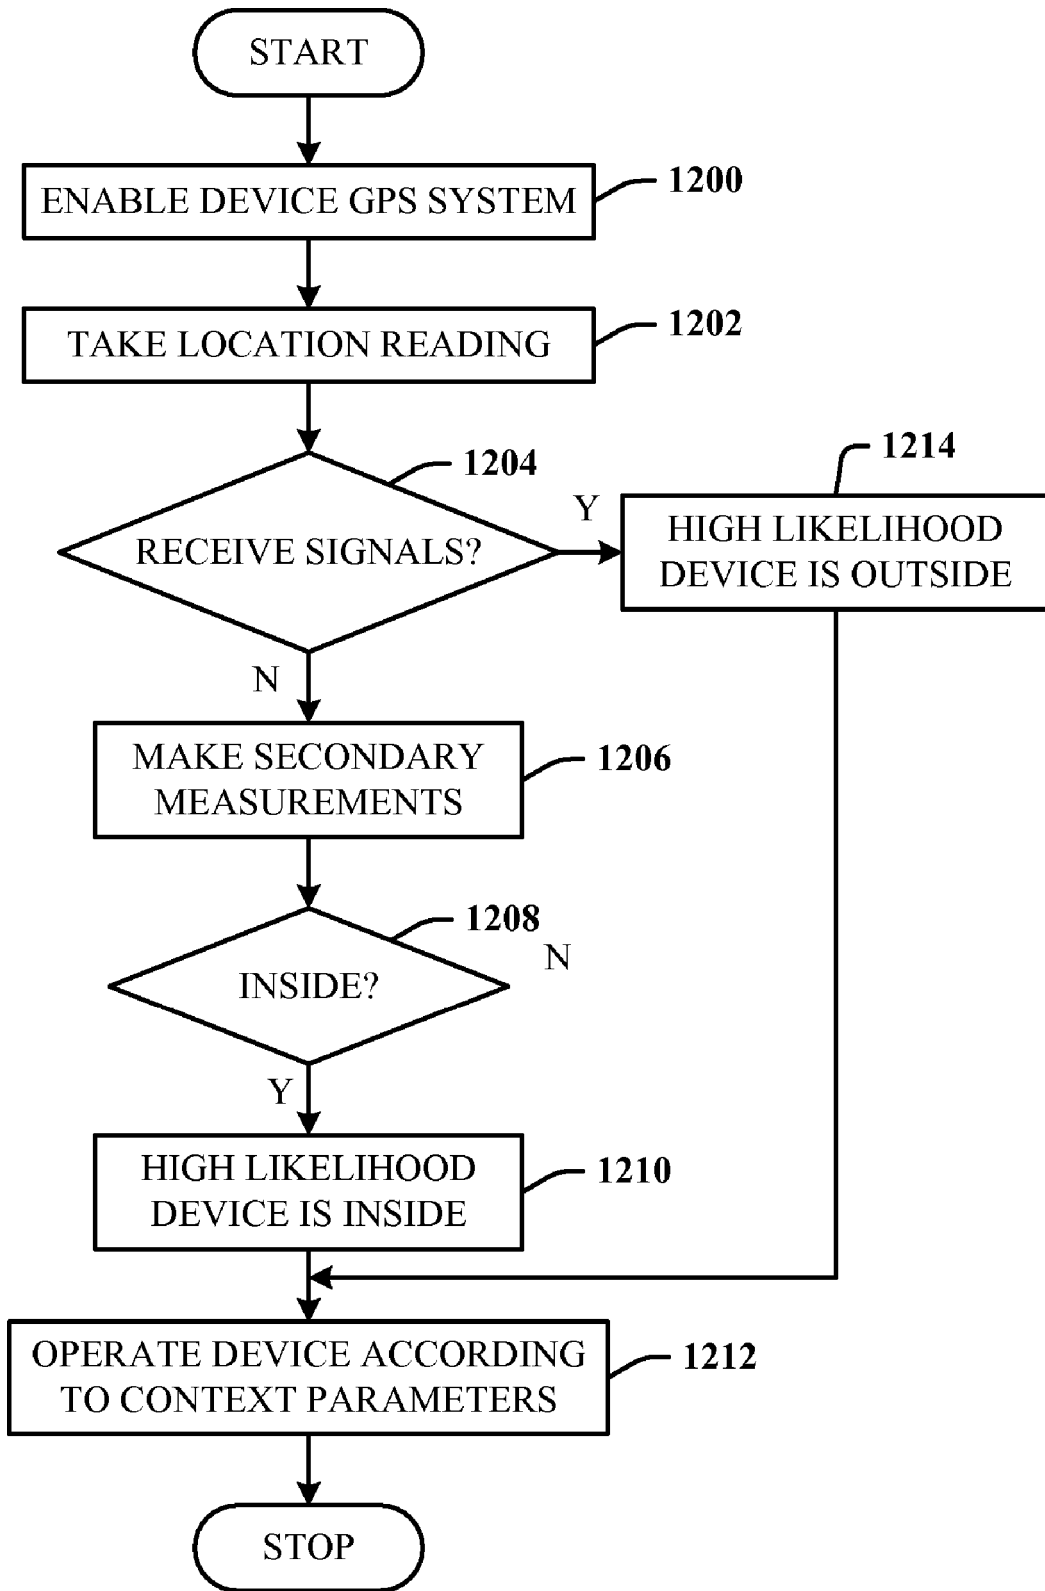 START
ENABLE DEVICE GPS SYSTEM
1200
TAKE LOCATION READING
1202
RECEIVE SIGNALS?
1204
Y
HIGH LIKELIHOOD
DEVICE IS OUTSIDE
1214
N
MAKE SECONDARY
MEASUREMENTS
1206
INSIDE?
1208
N
Y
HIGH LIKELIHOOD
DEVICE IS INSIDE
1210
OPERATE DEVICE ACCORDING
TO CONTEXT PARAMETERS
1212
STOP